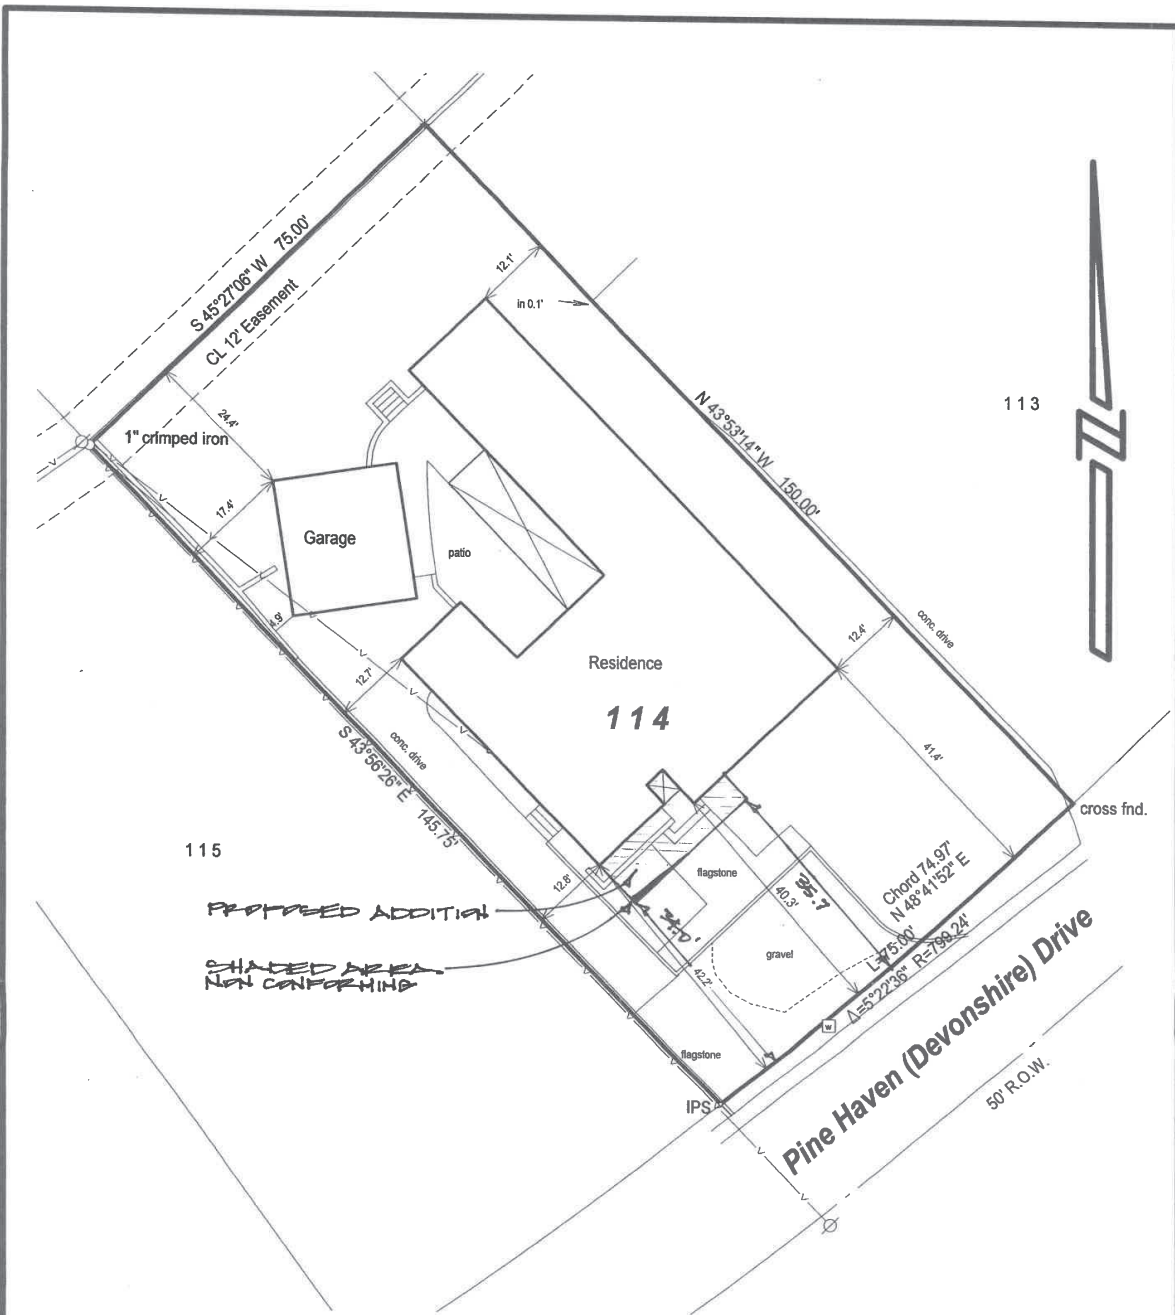 S 45°27'06" W 75.00'
CL 12' Easement
12.1'
in 0.1'
113
N 43°53'14" W 150.00'
24.4'
1" crimped iron
17.4'
Garage
patio
4.9'
12.7'
Residence
114
12.4'
conc. drive
41.4'
cross fnd.
conc. drive
S 43°56'26" E 145.75'
115
12.8'
flagstone
35.7
40.3'
Chord 74.97'
N 48°41'52" E
PROPOSED ADDITION
SHADED AREA
NON CONFORMING
42.2'
gravel
L=75.00'
Δ=5°22'36" R=799.24'
w
flagstone
IPS
Pine Haven (Devonshire) Drive
50' R.O.W.